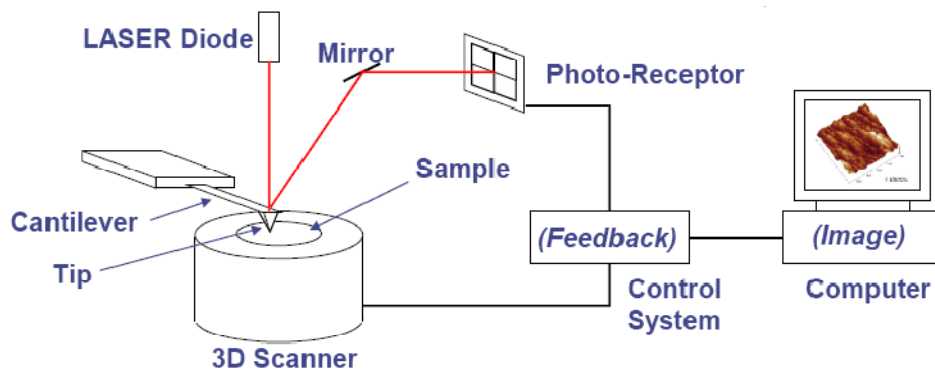 LASER Diode
Mirror
Photo-Receptor
Sample
Cantilever
Tip
(Feedback)
(Image)
Control
System
Computer
3D Scanner